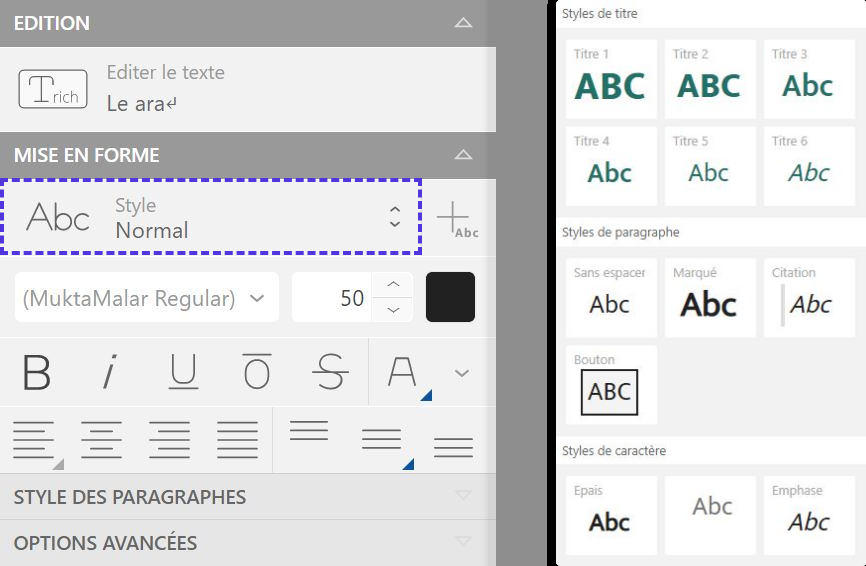 EDITION
T rich
Editer le texte
Le ara↵
MISE EN FORME
Abc
Style
Normal
Abc
(MuktaMalar Regular)
50
B i U O S A
STYLE DES PARAGRAPHES
OPTIONS AVANCÉES
Styles de titre
Titre 1
Titre 2
Titre 3
ABC
ABC
Abc
Titre 4
Titre 5
Titre 6
Abc
Abc
Abc
Styles de paragraphe
Sans espacer
Marqué
Citation
Abc
Abc
Abc
Bouton
ABC
Styles de caractère
Epais
Emphase
Abc
Abc
Abc